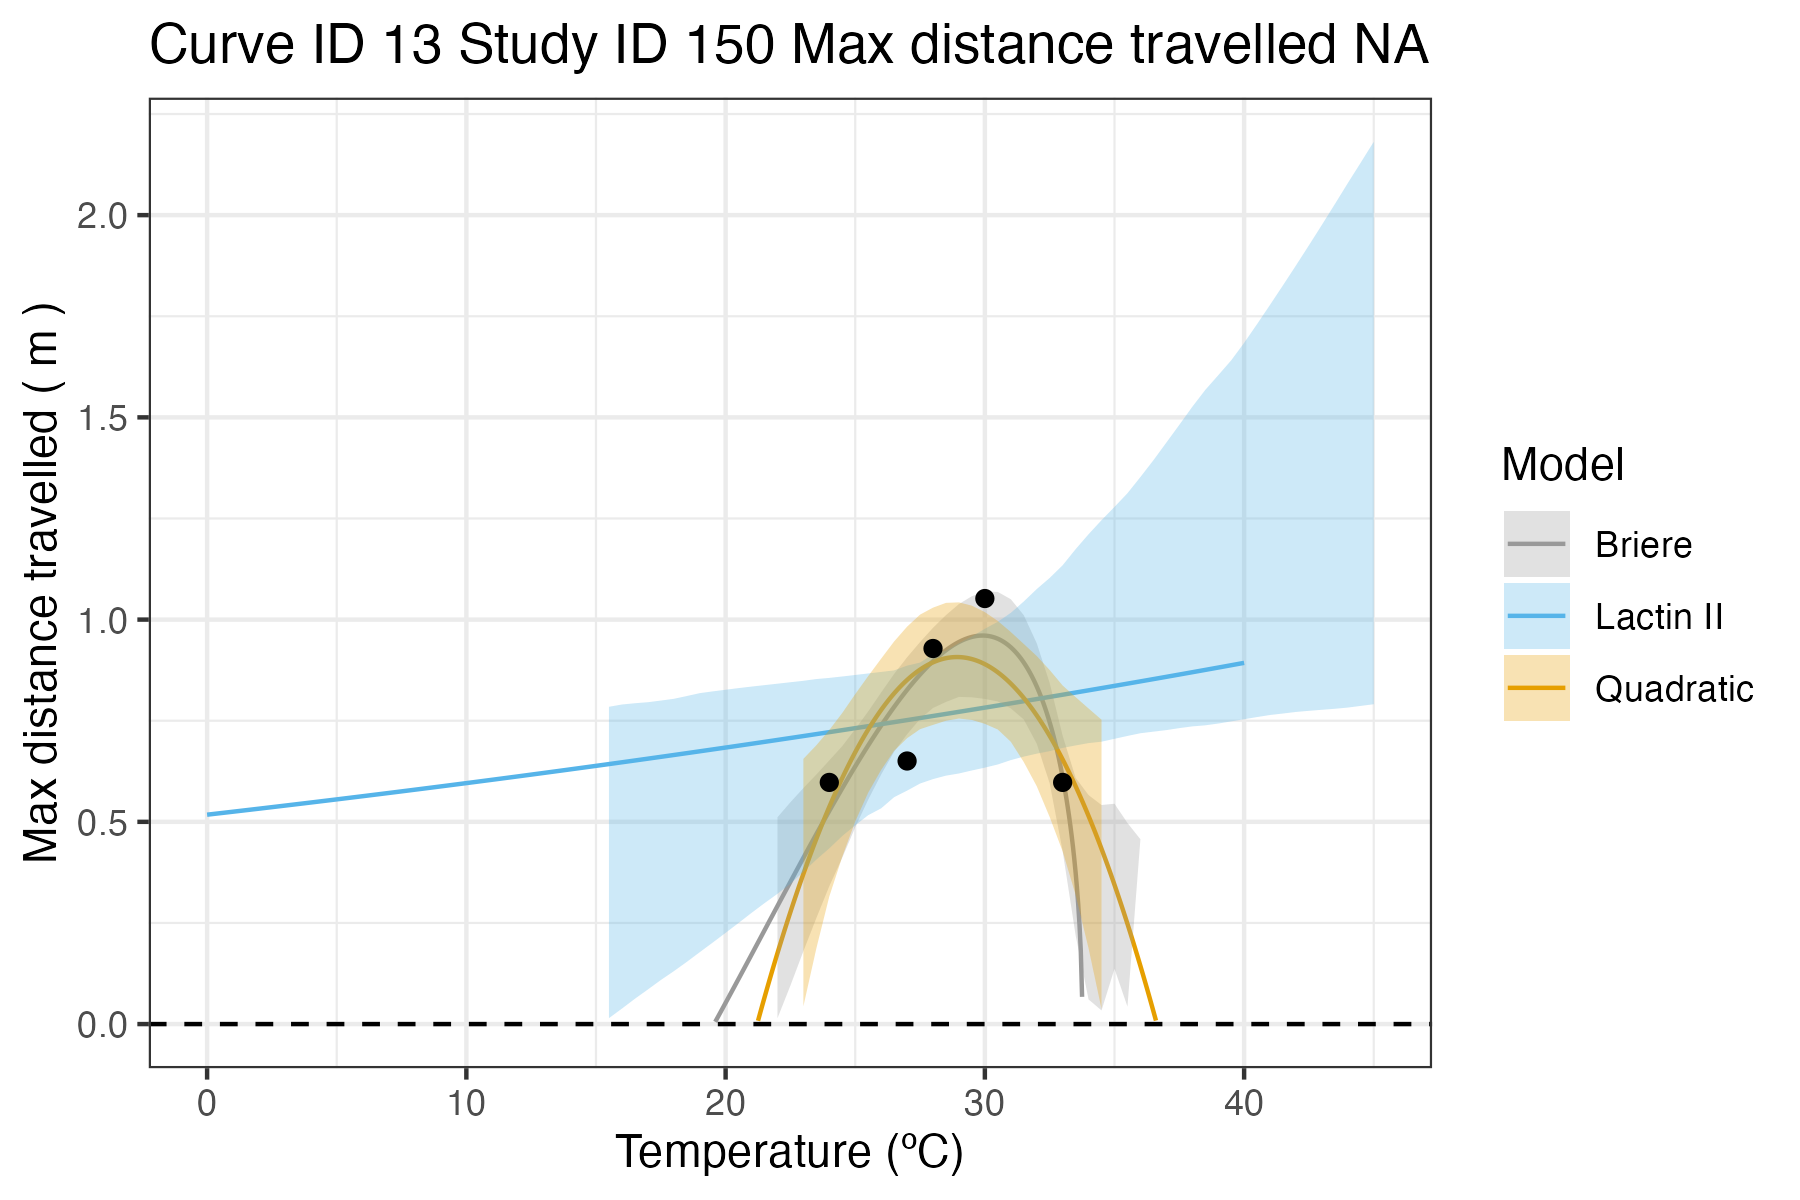 Curve ID 13 Study ID 150 Max distance travelled NA
Max distance travelled ( m )
2.0
1.5
1.0
0.5
0.0
0 10 20 30 40
Temperature (ºC)
Model
Briere
Lactin II
Quadratic